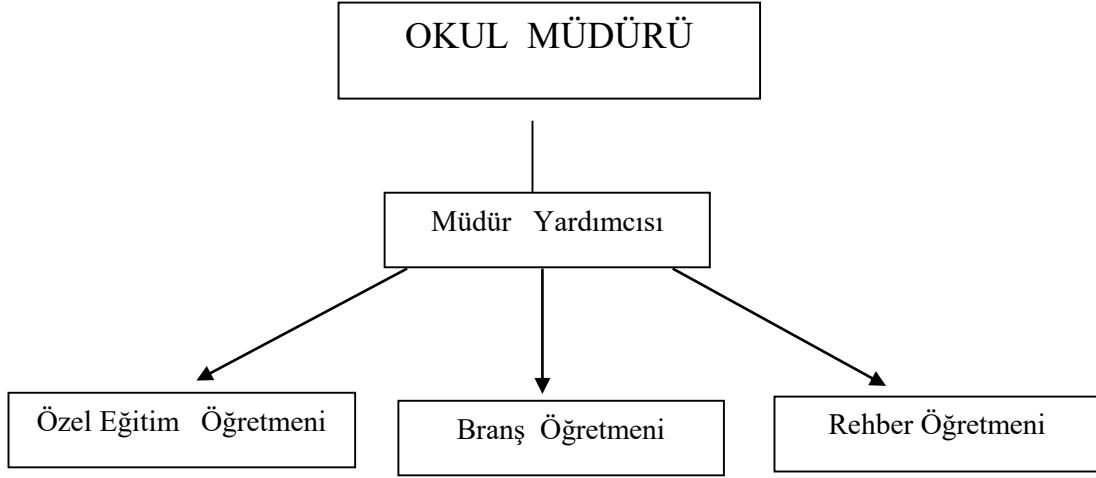 OKUL MÜDÜRÜ
Müdür Yardımcısı
Özel Eğitim Öğretmeni
Branş Öğretmeni
Rehber Öğretmeni